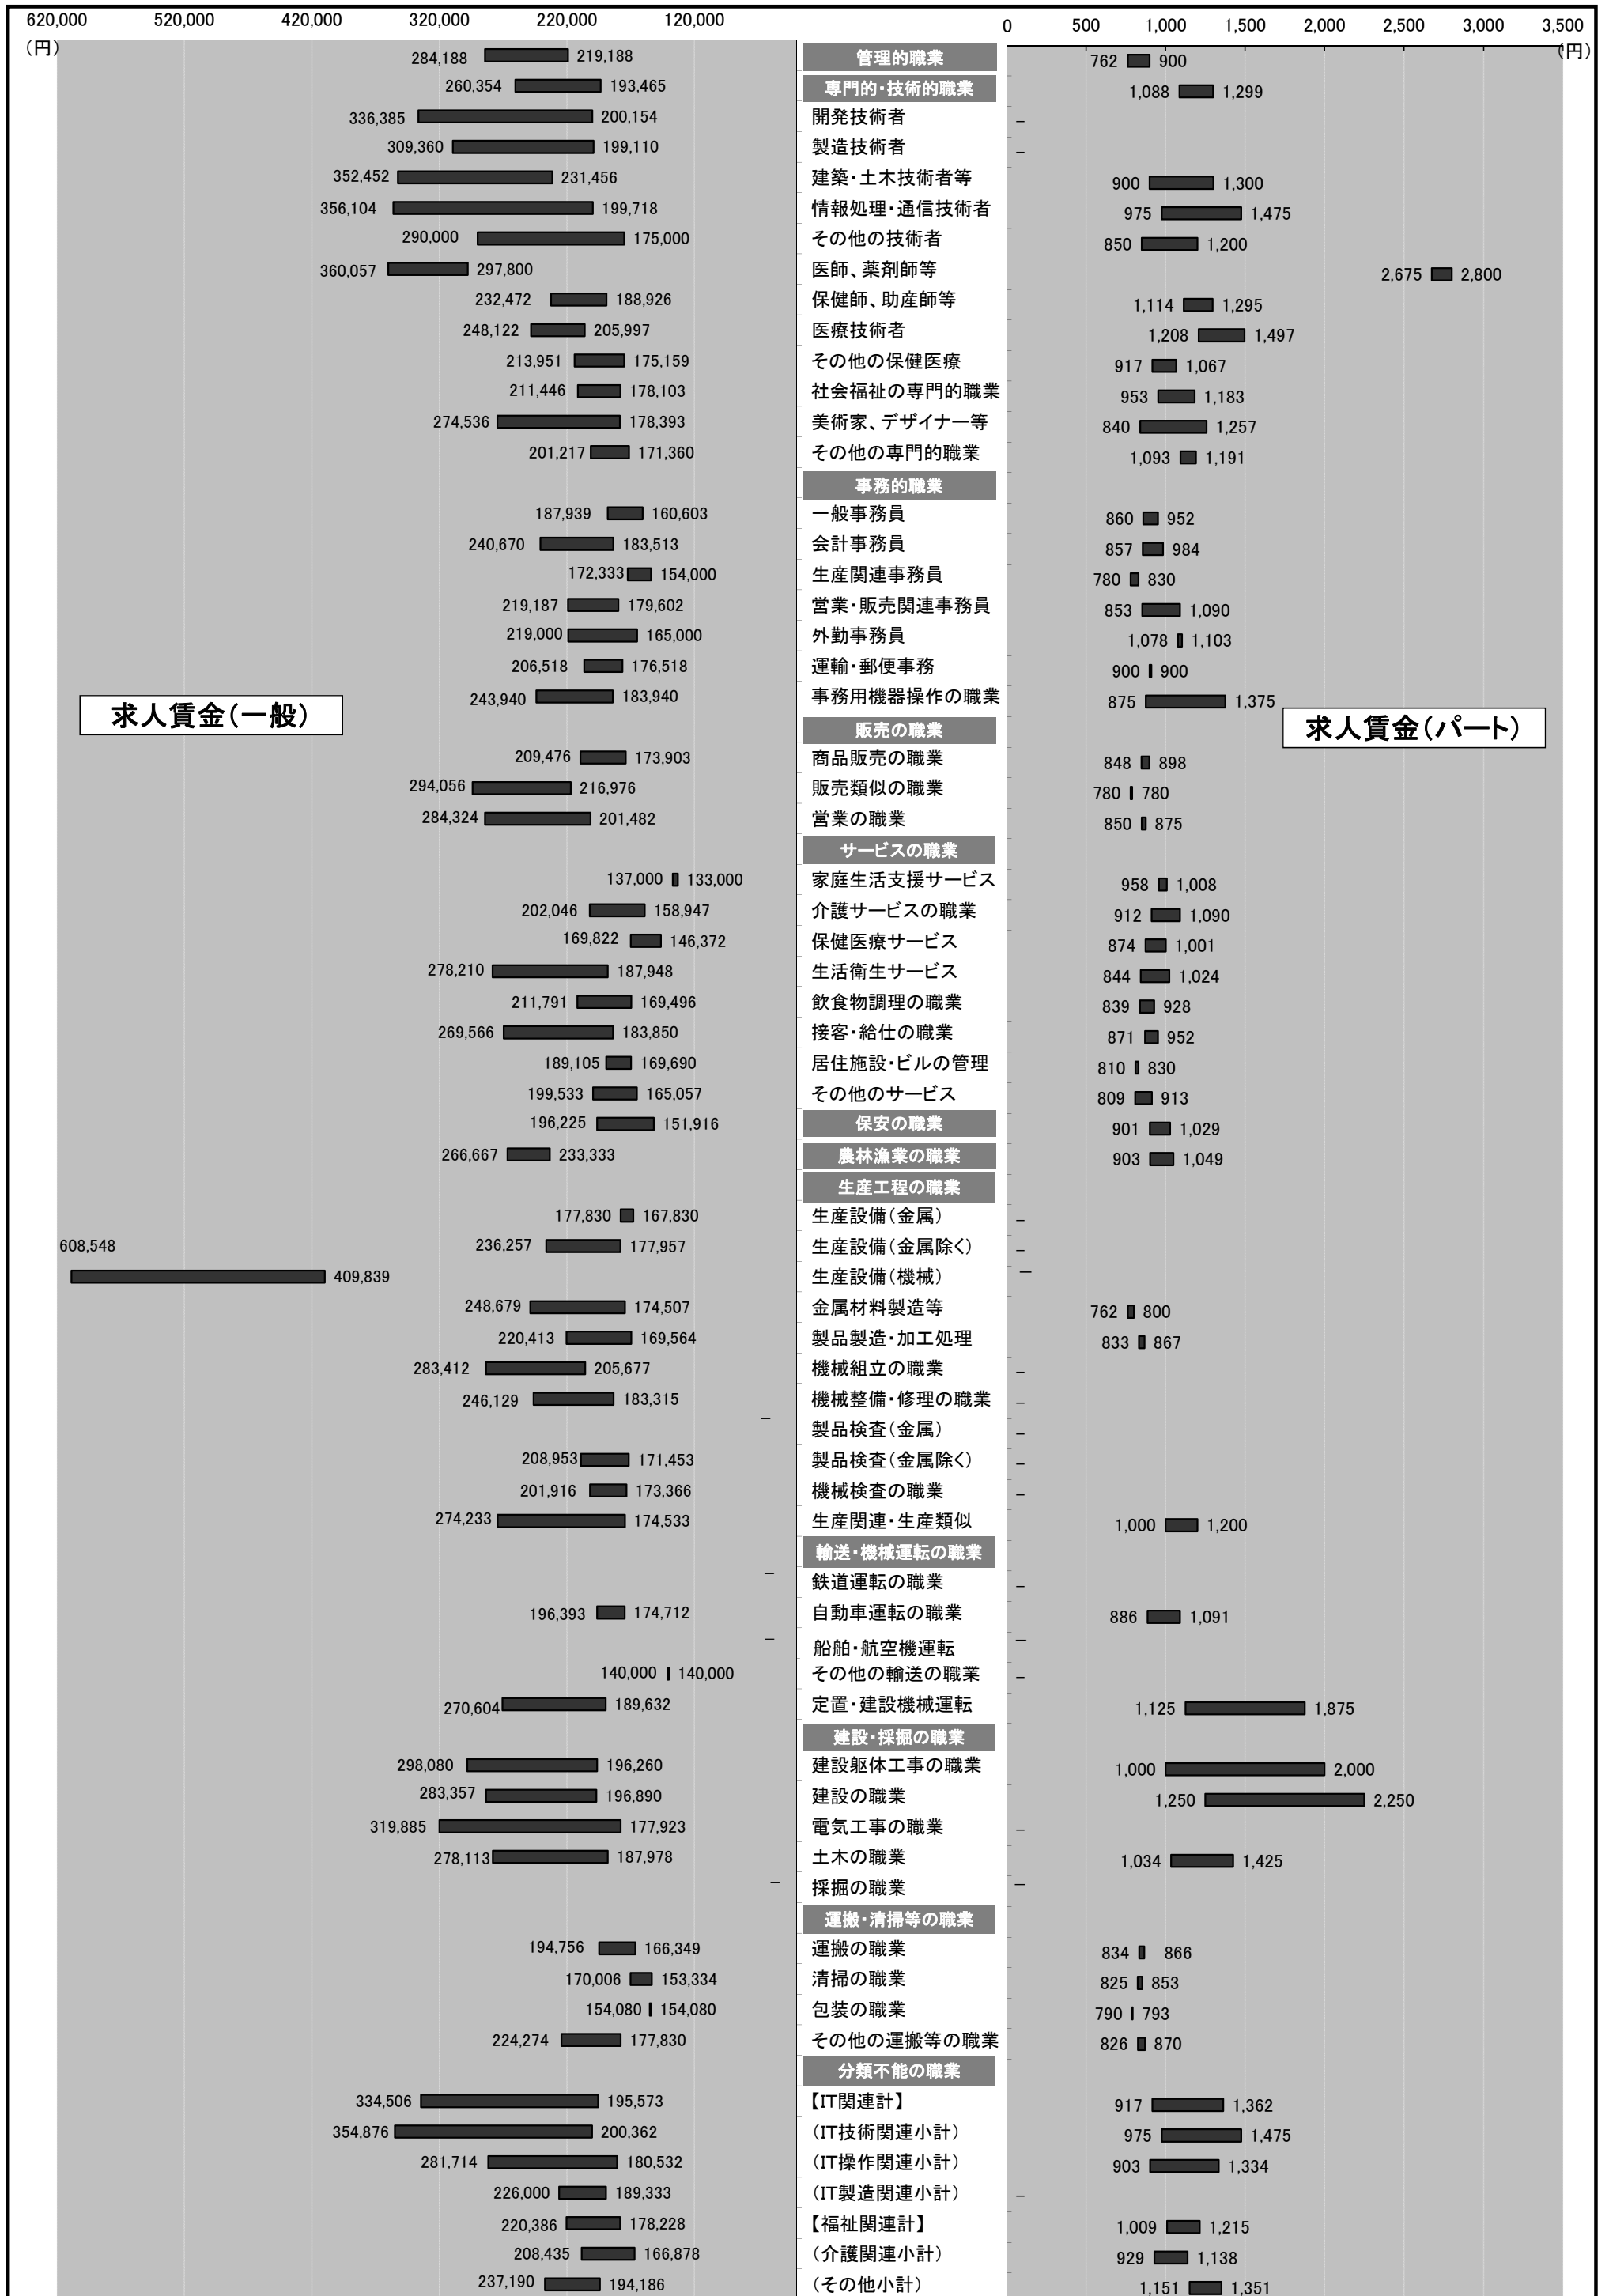 620,000 520,000 420,000 320,000 220,000 120,000 0 500 1,000 1,500 2,000 2,500 3,000 3,500
(円) (円)
284,188 219,188 管理的職業 762 900
260,354 193,465 専門的・技術的職業 1,088 1,299
336,385 200,154 開発技術者 –
309,360 199,110 製造技術者 –
352,452 231,456 建築・土木技術者等 900 1,300
356,104 199,718 情報処理・通信技術者 975 1,475
290,000 175,000 その他の技術者 850 1,200
360,057 297,800 医師、薬剤師等 2,675 2,800
232,472 188,926 保健師、助産師等 1,114 1,295
248,122 205,997 医療技術者 1,208 1,497
213,951 175,159 その他の保健医療 917 1,067
211,446 178,103 社会福祉の専門的職業 953 1,183
274,536 178,393 美術家、デザイナー等 840 1,257
201,217 171,360 その他の専門的職業 1,093 1,191
事務的職業
187,939 160,603 一般事務員 860 952
240,670 183,513 会計事務員 857 984
172,333 154,000 生産関連事務員 780 830
219,187 179,602 営業・販売関連事務員 853 1,090
219,000 165,000 外勤事務員 1,078 1,103
206,518 176,518 運輸・郵便事務 900 900
243,940 183,940 事務用機器操作の職業 875 1,375
求人賃金(一般) 求人賃金(パート)
販売の職業
209,476 173,903 商品販売の職業 848 898
294,056 216,976 販売類似の職業 780 780
284,324 201,482 営業の職業 850 875
サービスの職業
137,000 133,000 家庭生活支援サービス 958 1,008
202,046 158,947 介護サービスの職業 912 1,090
169,822 146,372 保健医療サービス 874 1,001
278,210 187,948 生活衛生サービス 844 1,024
211,791 169,496 飲食物調理の職業 839 928
269,566 183,850 接客・給仕の職業 871 952
189,105 169,690 居住施設・ビルの管理 810 830
199,533 165,057 その他のサービス 809 913
196,225 151,916 保安の職業 901 1,029
266,667 233,333 農林漁業の職業 903 1,049
生産工程の職業
177,830 167,830 生産設備(金属) –
236,257 177,957 生産設備(金属除く) –
608,548 409,839 生産設備(機械) –
248,679 174,507 金属材料製造等 762 800
220,413 169,564 製品製造・加工処理 833 867
283,412 205,677 機械組立の職業 –
246,129 183,315 機械整備・修理の職業 –
– 製品検査(金属) –
208,953 171,453 製品検査(金属除く) –
201,916 173,366 機械検査の職業 –
274,233 174,533 生産関連・生産類似 1,000 1,200
輸送・機械運転の職業
– 鉄道運転の職業 –
196,393 174,712 自動車運転の職業 886 1,091
– 船舶・航空機運転 –
140,000 140,000 その他の輸送の職業 –
270,604 189,632 定置・建設機械運転 1,125 1,875
建設・採掘の職業
298,080 196,260 建設躯体工事の職業 1,000 2,000
283,357 196,890 建設の職業 1,250 2,250
319,885 177,923 電気工事の職業 –
278,113 187,978 土木の職業 1,034 1,425
– 採掘の職業 –
運搬・清掃等の職業
194,756 166,349 運搬の職業 834 866
170,006 153,334 清掃の職業 825 853
154,080 154,080 包装の職業 790 793
224,274 177,830 その他の運搬等の職業 826 870
分類不能の職業
334,506 195,573 【IT関連計】 917 1,362
354,876 200,362 (IT技術関連小計) 975 1,475
281,714 180,532 (IT操作関連小計) 903 1,334
226,000 189,333 (IT製造関連小計) –
220,386 178,228 【福祉関連計】 1,009 1,215
208,435 166,878 (介護関連小計) 929 1,138
237,190 194,186 (その他小計) 1,151 1,351